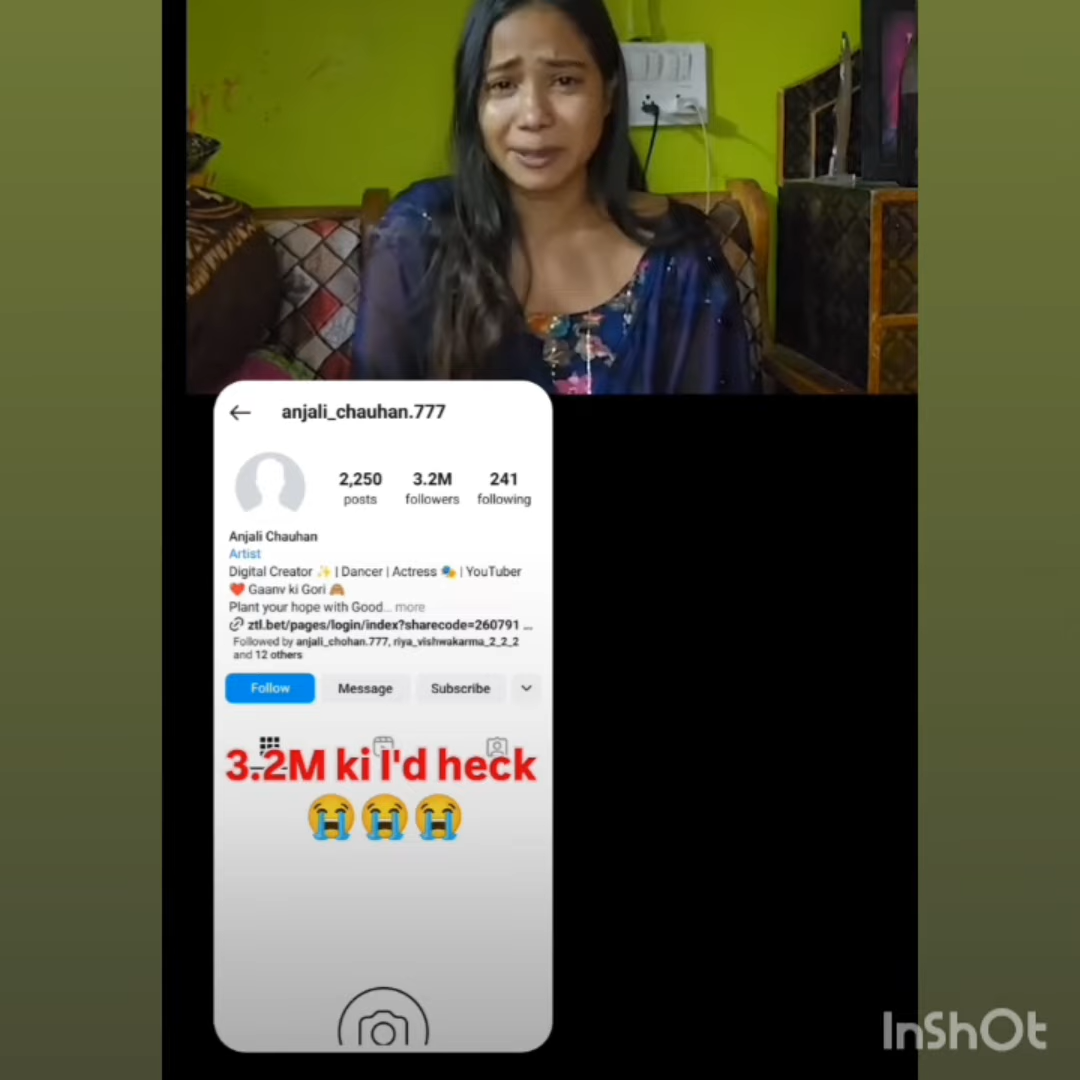 anjali_chauhan.777
2,250 3.2M 241
posts followers following
Anjali Chauhan
Artist
Digital Creator ✨ | Dancer | Actress 🎭 | YouTuber
❤️ Gaanv ki Gori 🙈
Plant your hope with Good... more
ztl.bet/pages/login/index?sharecode=260791 ...
Followed by anjali_chohan.777, riya_vishwakarma_2_2_2
and 12 others
Follow Message Subscribe
3.2M ki I'd heck
😭😭😭
InShOt